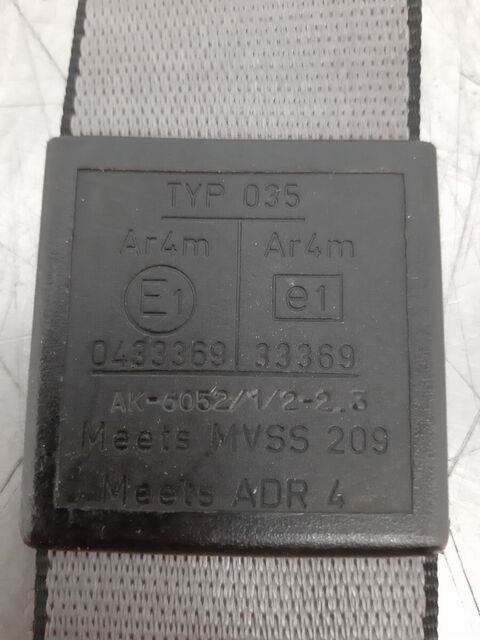 TYP 035
Ar4m Ar4m
E1 e1
0433369 33369
AK-6052/1/2-2.3
Meets MVSS 209
Meets ADR 4